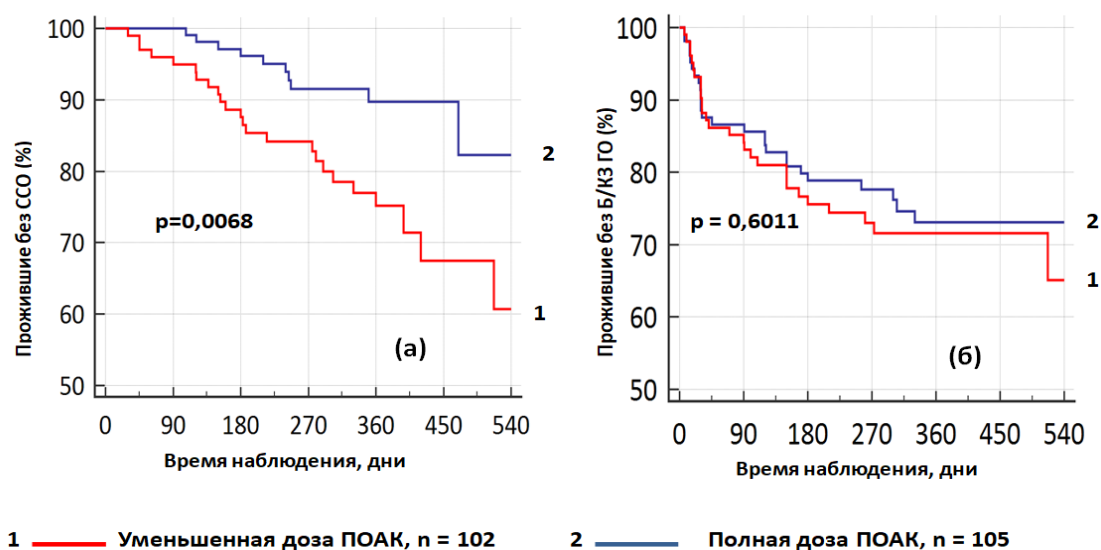 100
90
80
70
60
50
0 90 180 270 360 450 540
Прожившие без ССО (%)
Время наблюдения, дни
p=0,0068
(а)
2
1
100
90
80
70
60
50
0 90 180 270 360 450 540
Прожившие без Б/КЗ ГО (%)
Время наблюдения, дни
p = 0,6011
(б)
2
1
1 Уменьшенная доза ПОАК, n = 102 2 Полная доза ПОАК, n = 105